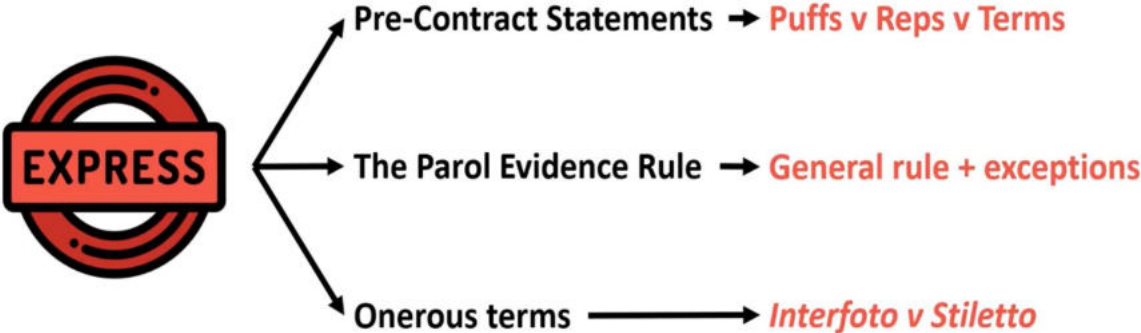 Pre-Contract Statements → Puffs v Reps v Terms
EXPRESS
The Parol Evidence Rule → General rule + exceptions
Onerous terms → Interfoto v Stiletto